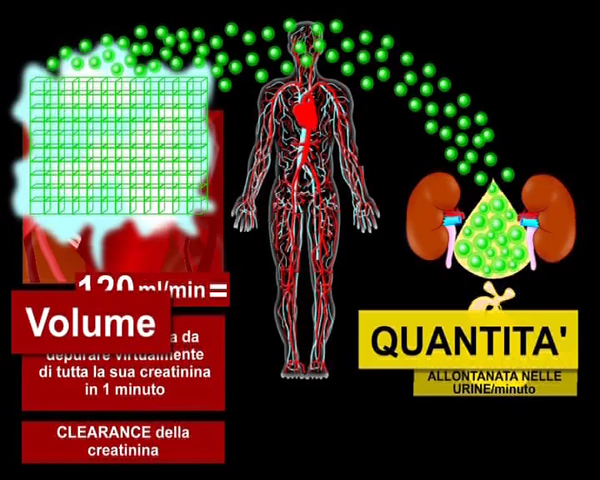 120 ml/min =
Volume
a da
depurare virtualmente
di tutta la sua creatinina
in 1 minuto
CLEARANCE della
creatinina
QUANTITA'
ALLONTANATA NELLE
URINE/minuto